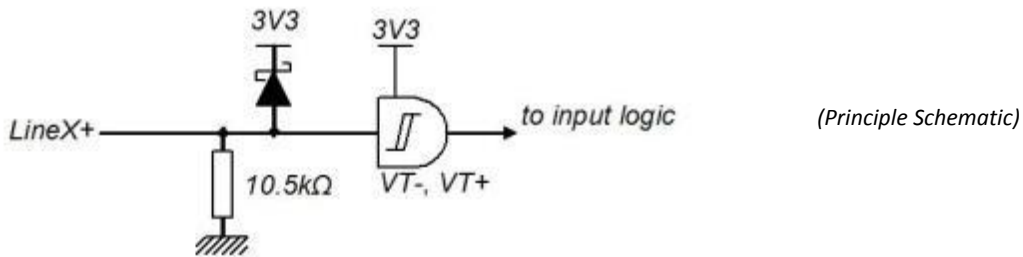 3V3
3V3
LineX+
to input logic
(Principle Schematic)
10.5kΩ
VT-, VT+